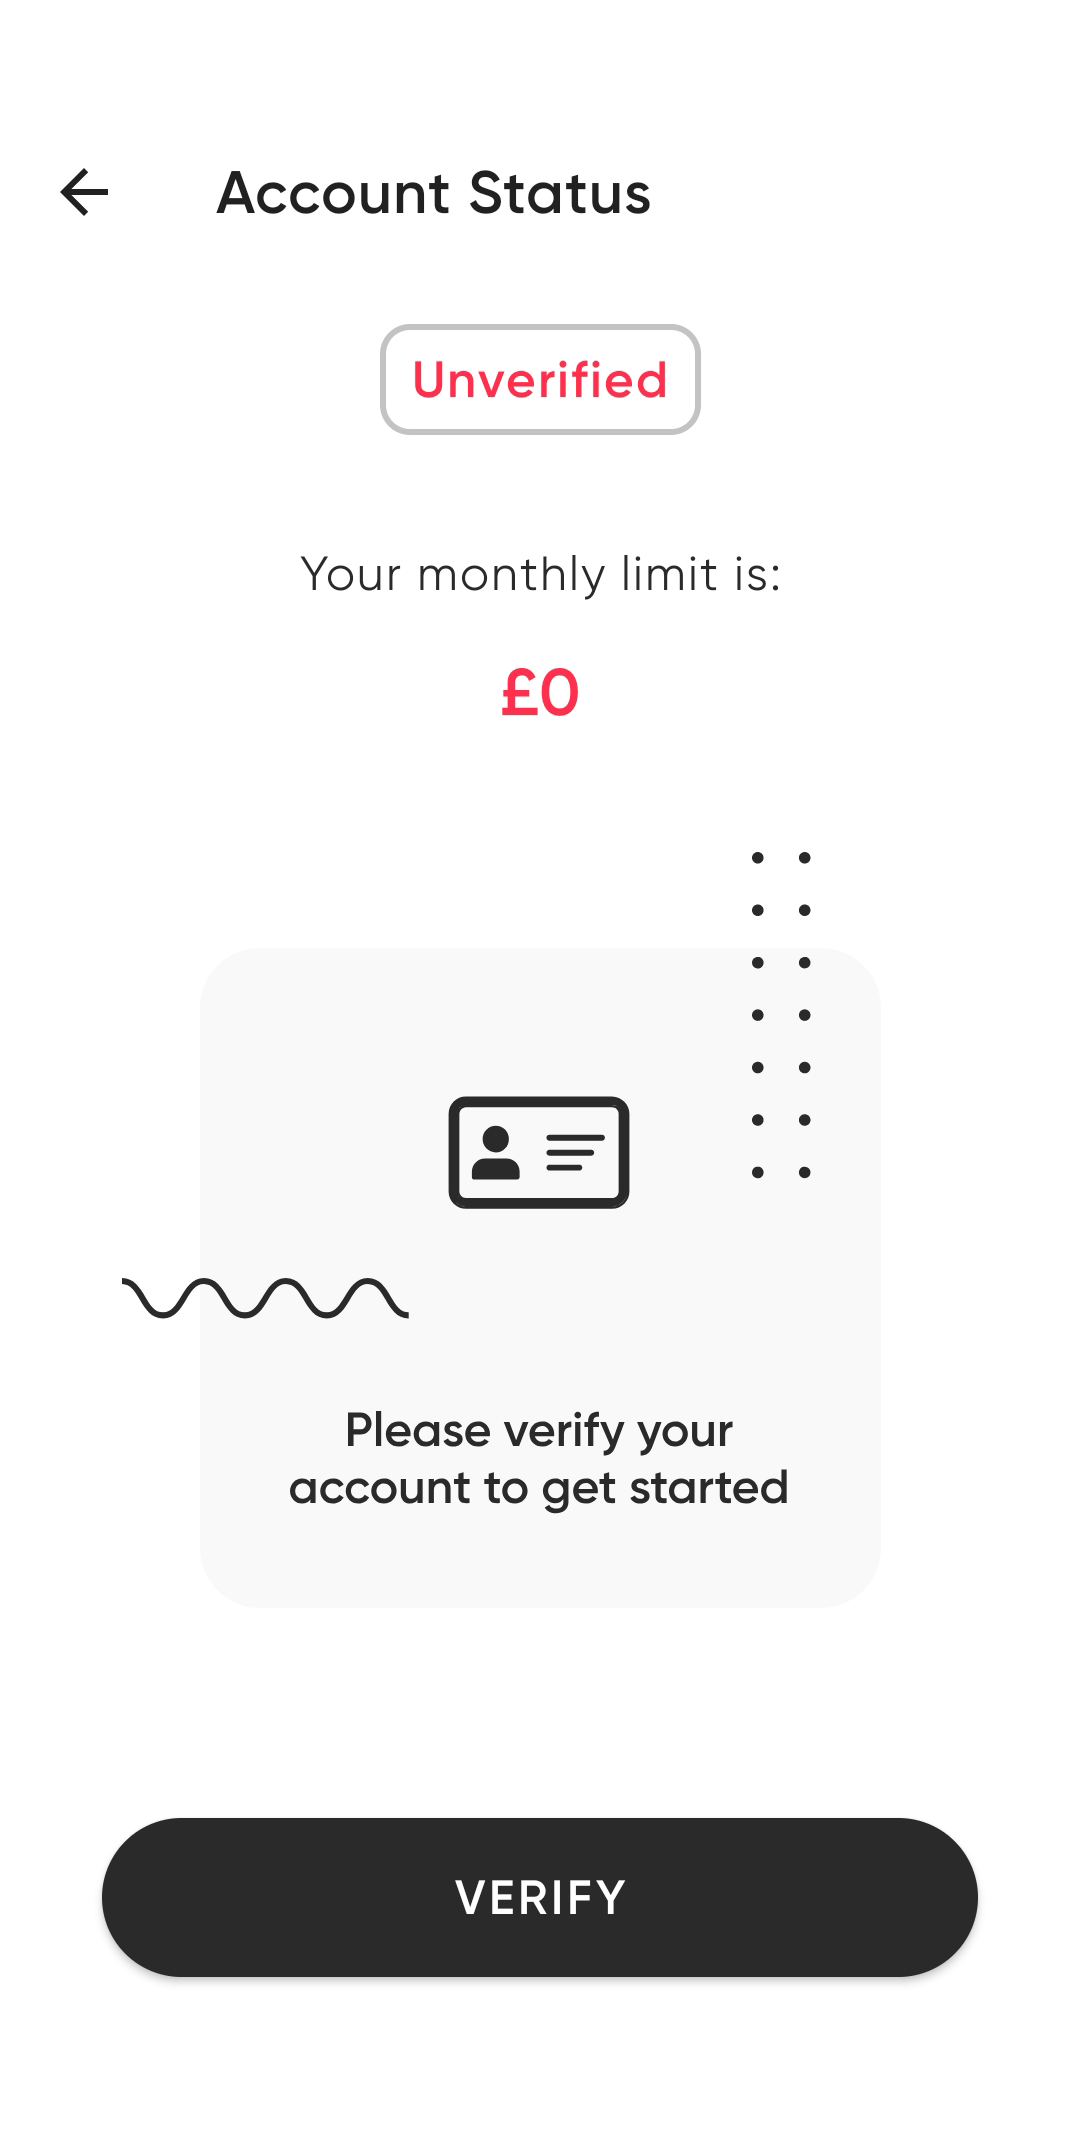 Account Status
Unverified
Your monthly limit is:
£0
Please verify your
account to get started
VERIFY